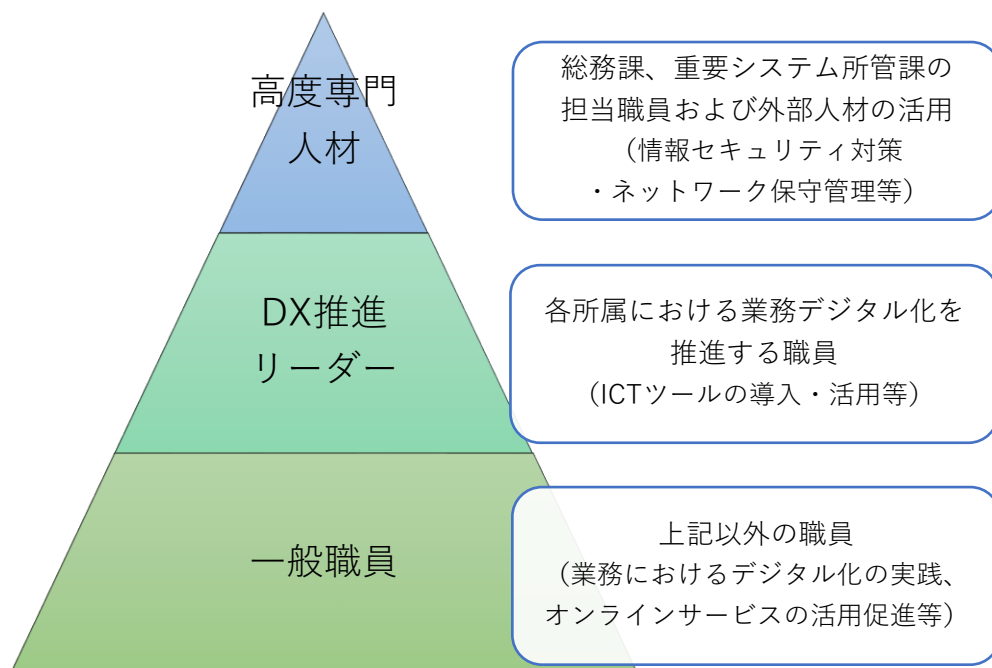 高度専門
人材
総務課、重要システム所管課の
担当職員および外部人材の活用
（情報セキュリティ対策
・ネットワーク保守管理等）
DX推進
リーダー
各所属における業務デジタル化を
推進する職員
（ICTツールの導入・活用等）
一般職員
上記以外の職員
（業務におけるデジタル化の実践、
オンラインサービスの活用促進等）